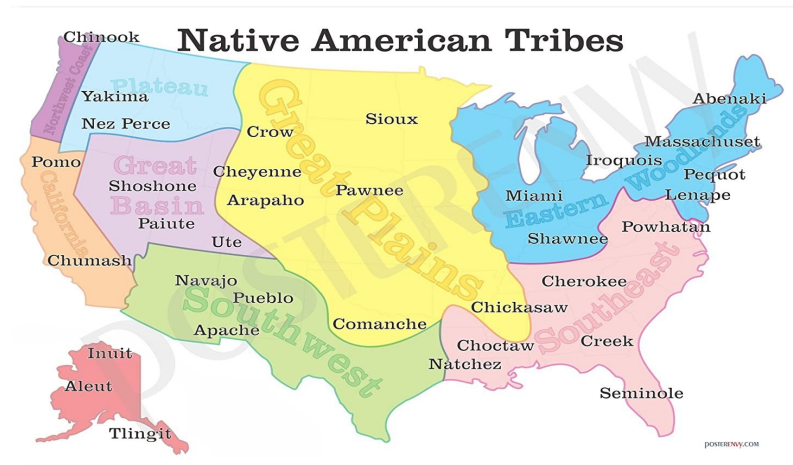 Native American Tribes
Chinook
Northwest Coast
Plateau
Yakima
Nez Perce
Pomo
California
Chumash
Great
Basin
Shoshone
Paiute
Ute
Great Plains
Crow
Sioux
Cheyenne
Arapaho
Pawnee
Comanche
Eastern Woodlands
Abenaki
Massachuset
Iroquois
Pequot
Lenape
Miami
Shawnee
Powhatan
Southeast
Cherokee
Chickasaw
Choctaw
Creek
Natchez
Seminole
Southwest
Navajo
Pueblo
Apache
Inuit
Aleut
Tlingit
POSTERENVY
POSTERENVY.COM